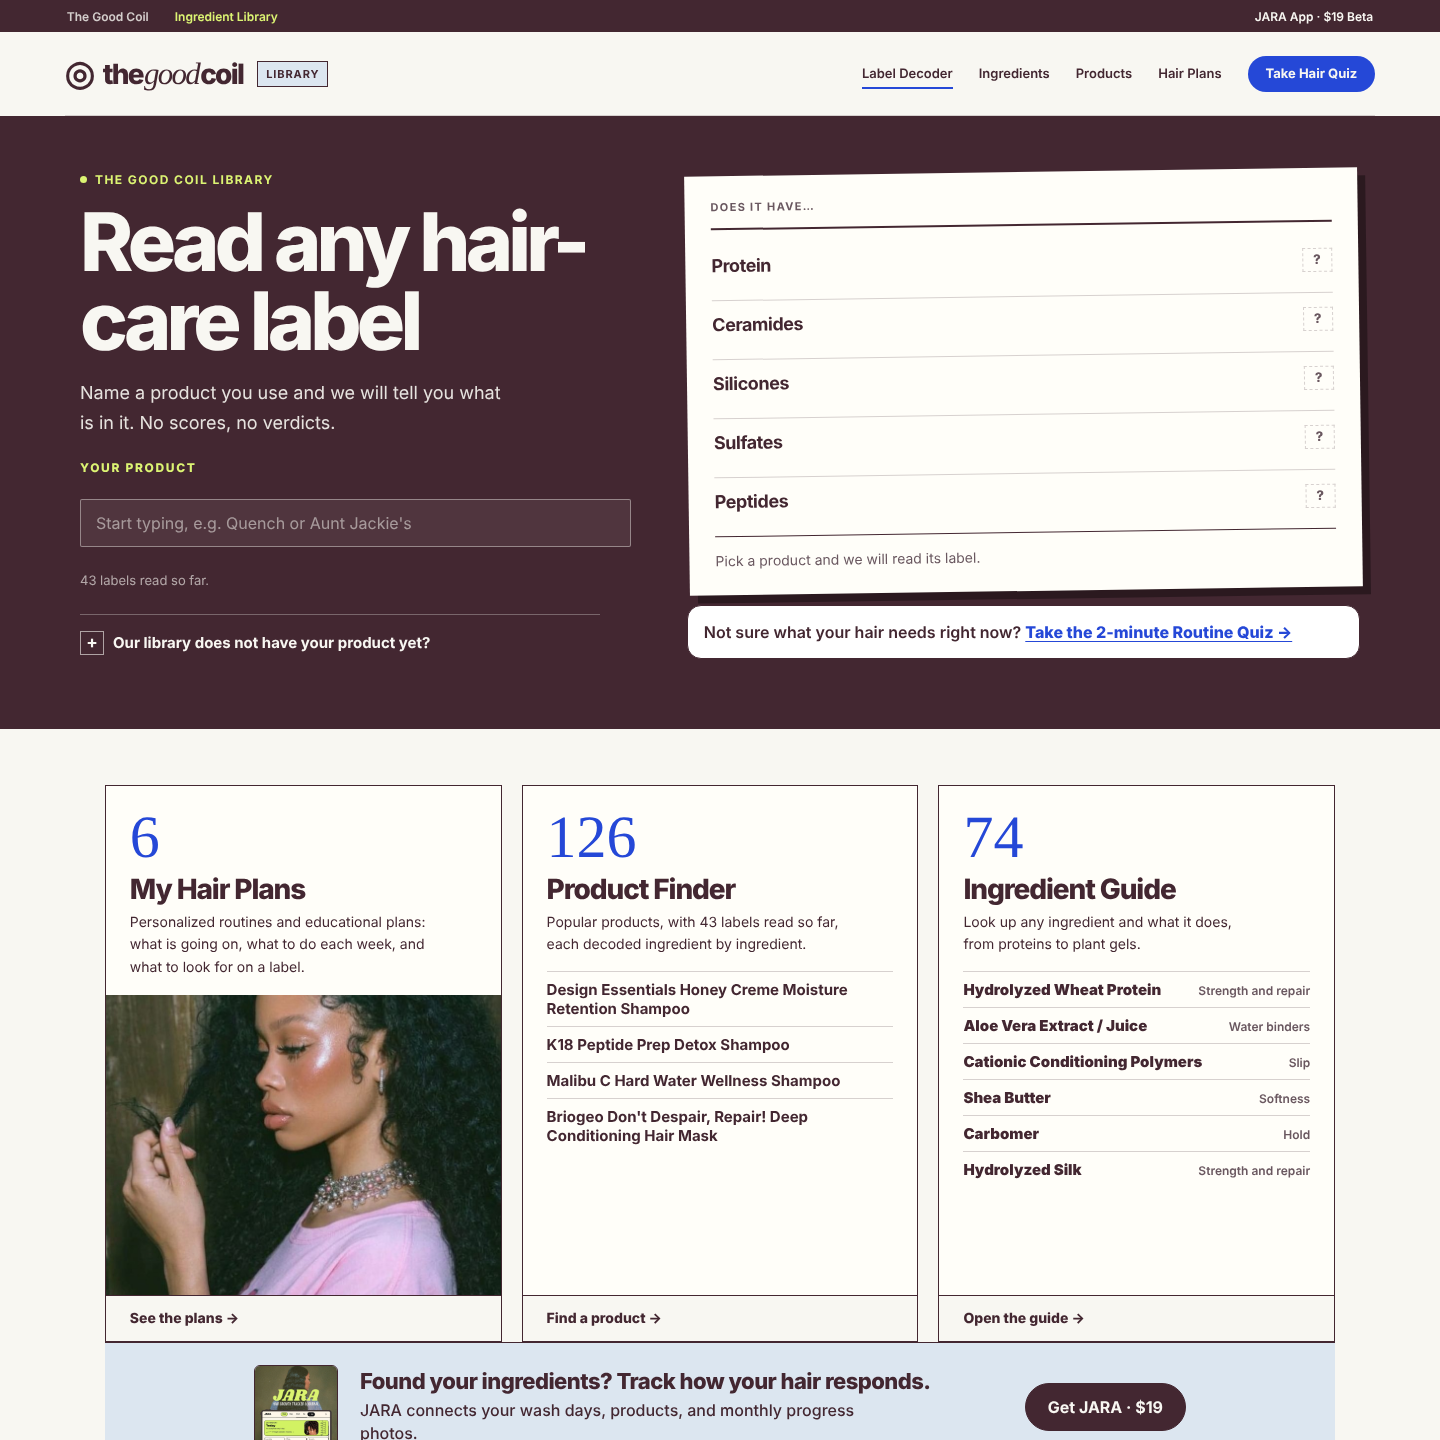 The Good Coil Ingredient Library JARA App · $19 Beta
thegoodcoil LIBRARY Label Decoder Ingredients Products Hair Plans Take Hair Quiz
THE GOOD COIL LIBRARY
Read any hair-
care label
Name a product you use and we will tell you what
is in it. No scores, no verdicts.
YOUR PRODUCT
Start typing, e.g. Quench or Aunt Jackie's
43 labels read so far.
+ Our library does not have your product yet?
DOES IT HAVE...
Protein ?
Ceramides ?
Silicones ?
Sulfates ?
Peptides ?
Pick a product and we will read its label.
Not sure what your hair needs right now? Take the 2-minute Routine Quiz →
6
My Hair Plans
Personalized routines and educational plans:
what is going on, what to do each week, and
what to look for on a label.
See the plans →
126
Product Finder
Popular products, with 43 labels read so far,
each decoded ingredient by ingredient.
Design Essentials Honey Creme Moisture
Retention Shampoo
K18 Peptide Prep Detox Shampoo
Malibu C Hard Water Wellness Shampoo
Briogeo Don't Despair, Repair! Deep
Conditioning Hair Mask
Find a product →
74
Ingredient Guide
Look up any ingredient and what it does,
from proteins to plant gels.
Hydrolyzed Wheat Protein Strength and repair
Aloe Vera Extract / Juice Water binders
Cationic Conditioning Polymers Slip
Shea Butter Softness
Carbomer Hold
Hydrolyzed Silk Strength and repair
Open the guide →
JARA
Found your ingredients? Track how your hair responds.
JARA connects your wash days, products, and monthly progress
photos.
Get JARA · $19